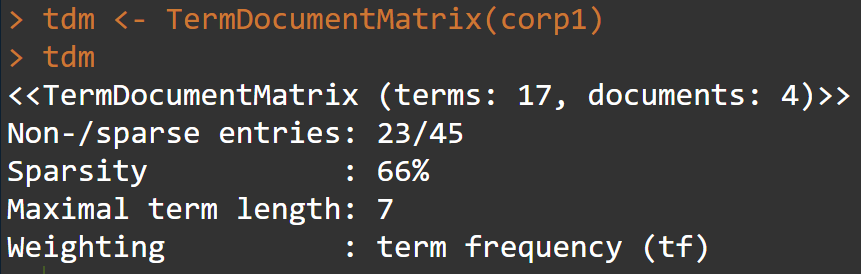 > tdm <- TermDocumentMatrix(corp1)
> tdm
<<TermDocumentMatrix (terms: 17, documents: 4)>>
Non-/sparse entries: 23/45
Sparsity           : 66%
Maximal term length: 7
Weighting          : term frequency (tf)